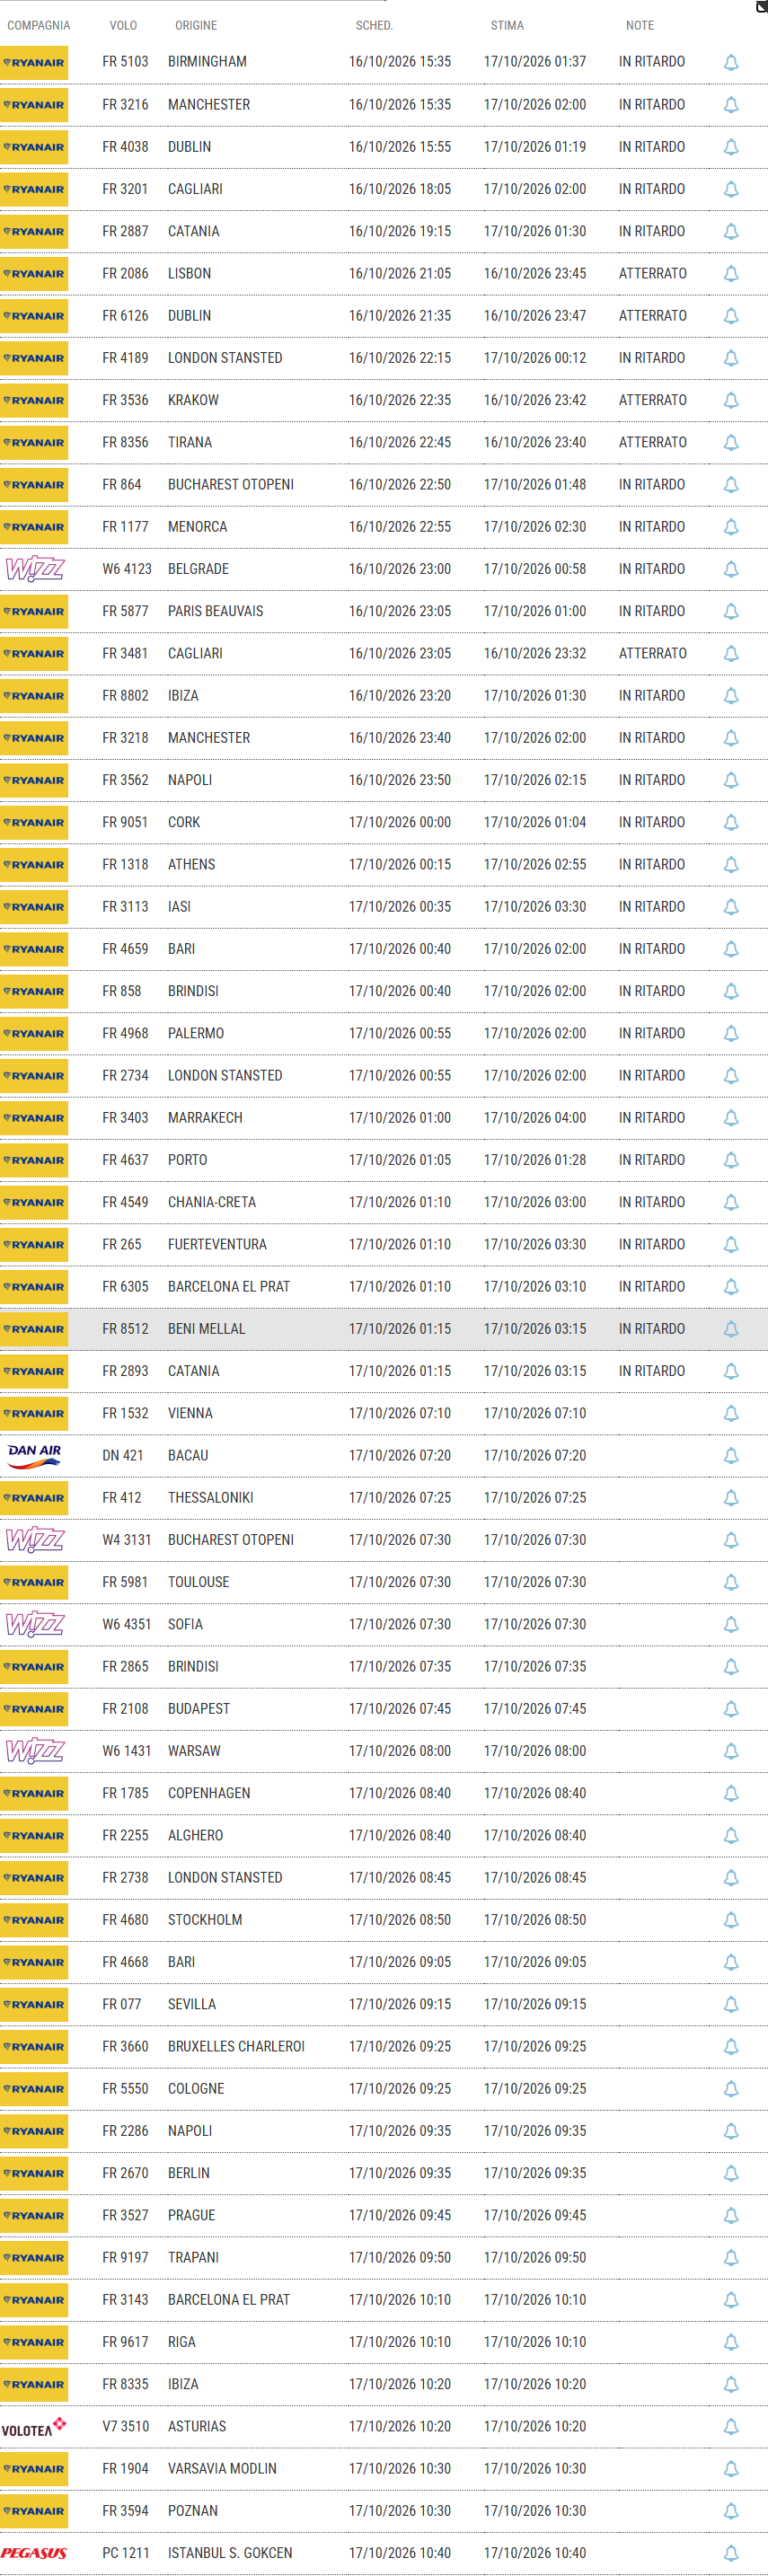 COMPAGNIA VOLO ORIGINE SCHED. STIMA NOTE
RYANAIR FR 5103 BIRMINGHAM 16/10/2026 15:35 17/10/2026 01:37 IN RITARDO
RYANAIR FR 3216 MANCHESTER 16/10/2026 15:35 17/10/2026 02:00 IN RITARDO
RYANAIR FR 4038 DUBLIN 16/10/2026 15:55 17/10/2026 01:19 IN RITARDO
RYANAIR FR 3201 CAGLIARI 16/10/2026 18:05 17/10/2026 02:00 IN RITARDO
RYANAIR FR 2887 CATANIA 16/10/2026 19:15 17/10/2026 01:30 IN RITARDO
RYANAIR FR 2086 LISBON 16/10/2026 21:05 16/10/2026 23:45 ATTERRATO
RYANAIR FR 6126 DUBLIN 16/10/2026 21:35 16/10/2026 23:47 ATTERRATO
RYANAIR FR 4189 LONDON STANSTED 16/10/2026 22:15 17/10/2026 00:12 IN RITARDO
RYANAIR FR 3536 KRAKOW 16/10/2026 22:35 16/10/2026 23:42 ATTERRATO
RYANAIR FR 8356 TIRANA 16/10/2026 22:45 16/10/2026 23:40 ATTERRATO
RYANAIR FR 864 BUCHAREST OTOPENI 16/10/2026 22:50 17/10/2026 01:48 IN RITARDO
RYANAIR FR 1177 MENORCA 16/10/2026 22:55 17/10/2026 02:30 IN RITARDO
WIZZ W6 4123 BELGRADE 16/10/2026 23:00 17/10/2026 00:58 IN RITARDO
RYANAIR FR 5877 PARIS BEAUVAIS 16/10/2026 23:05 17/10/2026 01:00 IN RITARDO
RYANAIR FR 3481 CAGLIARI 16/10/2026 23:05 16/10/2026 23:32 ATTERRATO
RYANAIR FR 8802 IBIZA 16/10/2026 23:20 17/10/2026 01:30 IN RITARDO
RYANAIR FR 3218 MANCHESTER 16/10/2026 23:40 17/10/2026 02:00 IN RITARDO
RYANAIR FR 3562 NAPOLI 16/10/2026 23:50 17/10/2026 02:15 IN RITARDO
RYANAIR FR 9051 CORK 17/10/2026 00:00 17/10/2026 01:04 IN RITARDO
RYANAIR FR 1318 ATHENS 17/10/2026 00:15 17/10/2026 02:55 IN RITARDO
RYANAIR FR 3113 IASI 17/10/2026 00:35 17/10/2026 03:30 IN RITARDO
RYANAIR FR 4659 BARI 17/10/2026 00:40 17/10/2026 02:00 IN RITARDO
RYANAIR FR 858 BRINDISI 17/10/2026 00:40 17/10/2026 02:00 IN RITARDO
RYANAIR FR 4968 PALERMO 17/10/2026 00:55 17/10/2026 02:00 IN RITARDO
RYANAIR FR 2734 LONDON STANSTED 17/10/2026 00:55 17/10/2026 02:00 IN RITARDO
RYANAIR FR 3403 MARRAKECH 17/10/2026 01:00 17/10/2026 04:00 IN RITARDO
RYANAIR FR 4637 PORTO 17/10/2026 01:05 17/10/2026 01:28 IN RITARDO
RYANAIR FR 4549 CHANIA-CRETA 17/10/2026 01:10 17/10/2026 03:00 IN RITARDO
RYANAIR FR 265 FUERTEVENTURA 17/10/2026 01:10 17/10/2026 03:30 IN RITARDO
RYANAIR FR 6305 BARCELONA EL PRAT 17/10/2026 01:10 17/10/2026 03:10 IN RITARDO
RYANAIR FR 8512 BENI MELLAL 17/10/2026 01:15 17/10/2026 03:15 IN RITARDO
RYANAIR FR 2893 CATANIA 17/10/2026 01:15 17/10/2026 03:15 IN RITARDO
RYANAIR FR 1532 VIENNA 17/10/2026 07:10 17/10/2026 07:10
DAN AIR DN 421 BACAU 17/10/2026 07:20 17/10/2026 07:20
RYANAIR FR 412 THESSALONIKI 17/10/2026 07:25 17/10/2026 07:25
WIZZ W4 3131 BUCHAREST OTOPENI 17/10/2026 07:30 17/10/2026 07:30
RYANAIR FR 5981 TOULOUSE 17/10/2026 07:30 17/10/2026 07:30
WIZZ W6 4351 SOFIA 17/10/2026 07:30 17/10/2026 07:30
RYANAIR FR 2865 BRINDISI 17/10/2026 07:35 17/10/2026 07:35
RYANAIR FR 2108 BUDAPEST 17/10/2026 07:45 17/10/2026 07:45
WIZZ W6 1431 WARSAW 17/10/2026 08:00 17/10/2026 08:00
RYANAIR FR 1785 COPENHAGEN 17/10/2026 08:40 17/10/2026 08:40
RYANAIR FR 2255 ALGHERO 17/10/2026 08:40 17/10/2026 08:40
RYANAIR FR 2738 LONDON STANSTED 17/10/2026 08:45 17/10/2026 08:45
RYANAIR FR 4680 STOCKHOLM 17/10/2026 08:50 17/10/2026 08:50
RYANAIR FR 4668 BARI 17/10/2026 09:05 17/10/2026 09:05
RYANAIR FR 077 SEVILLA 17/10/2026 09:15 17/10/2026 09:15
RYANAIR FR 3660 BRUXELLES CHARLEROI 17/10/2026 09:25 17/10/2026 09:25
RYANAIR FR 5550 COLOGNE 17/10/2026 09:25 17/10/2026 09:25
RYANAIR FR 2286 NAPOLI 17/10/2026 09:35 17/10/2026 09:35
RYANAIR FR 2670 BERLIN 17/10/2026 09:35 17/10/2026 09:35
RYANAIR FR 3527 PRAGUE 17/10/2026 09:45 17/10/2026 09:45
RYANAIR FR 9197 TRAPANI 17/10/2026 09:50 17/10/2026 09:50
RYANAIR FR 3143 BARCELONA EL PRAT 17/10/2026 10:10 17/10/2026 10:10
RYANAIR FR 9617 RIGA 17/10/2026 10:10 17/10/2026 10:10
RYANAIR FR 8335 IBIZA 17/10/2026 10:20 17/10/2026 10:20
VOLOTEA V7 3510 ASTURIAS 17/10/2026 10:20 17/10/2026 10:20
RYANAIR FR 1904 VARSAVIA MODLIN 17/10/2026 10:30 17/10/2026 10:30
RYANAIR FR 3594 POZNAN 17/10/2026 10:30 17/10/2026 10:30
PEGASUS PC 1211 ISTANBUL S. GOKCEN 17/10/2026 10:40 17/10/2026 10:40